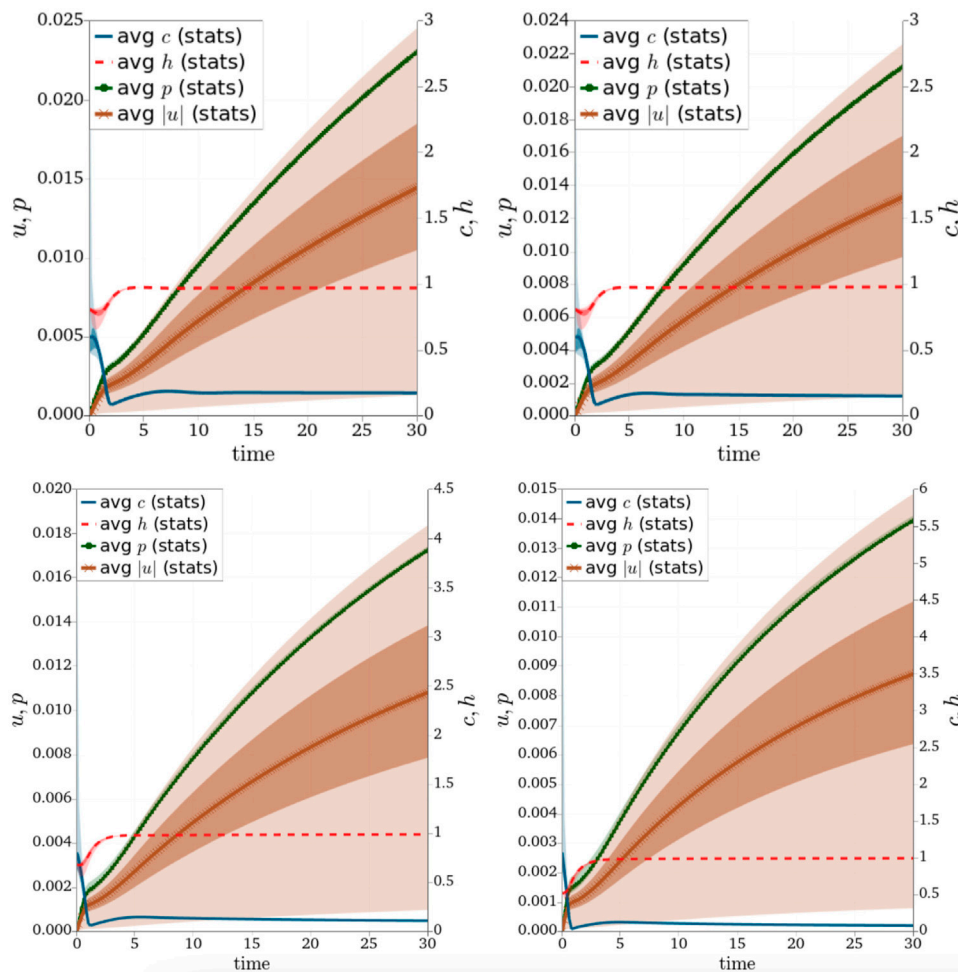 0.025
0.020
0.015
0.010
0.005
0.000
u, p
avg c (stats)
avg h (stats)
avg p (stats)
avg |u| (stats)
3
2.5
2
1.5
1
0.5
0
c, h
0 5 10 15 20 25 30
time
0.024
0.022
0.020
0.018
0.016
0.014
0.012
0.010
0.008
0.006
0.004
0.002
0.000
u, p
avg c (stats)
avg h (stats)
avg p (stats)
avg |u| (stats)
3
2.5
2
1.5
1
0.5
0
c, h
0 5 10 15 20 25 30
time
0.020
0.018
0.016
0.014
0.012
0.010
0.008
0.006
0.004
0.002
0.000
u, p
avg c (stats)
avg h (stats)
avg p (stats)
avg |u| (stats)
4.5
4
3.5
3
2.5
2
1.5
1
0.5
0
c, h
0 5 10 15 20 25 30
time
0.015
0.014
0.013
0.012
0.011
0.010
0.009
0.008
0.007
0.006
0.005
0.004
0.003
0.002
0.001
0.000
u, p
avg c (stats)
avg h (stats)
avg p (stats)
avg |u| (stats)
6
5.5
5
4.5
4
3.5
3
2.5
2
1.5
1
0.5
0
c, h
0 5 10 15 20 25 30
time